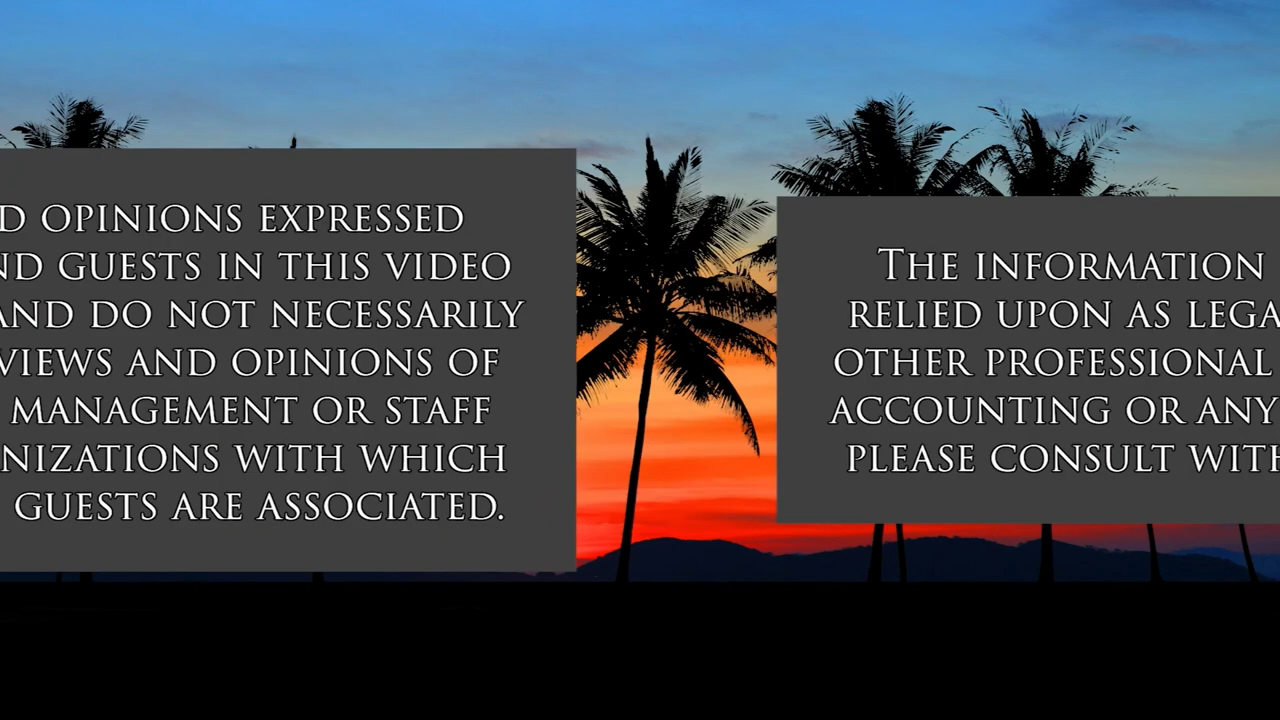 D OPINIONS EXPRESSED
ND GUESTS IN THIS VIDEO
AND DO NOT NECESSARILY
VIEWS AND OPINIONS OF
MANAGEMENT OR STAFF
NIZATIONS WITH WHICH
GUESTS ARE ASSOCIATED.
THE INFORMATION
RELIED UPON AS LEGA
OTHER PROFESSIONAL
ACCOUNTING OR ANY
PLEASE CONSULT WITH